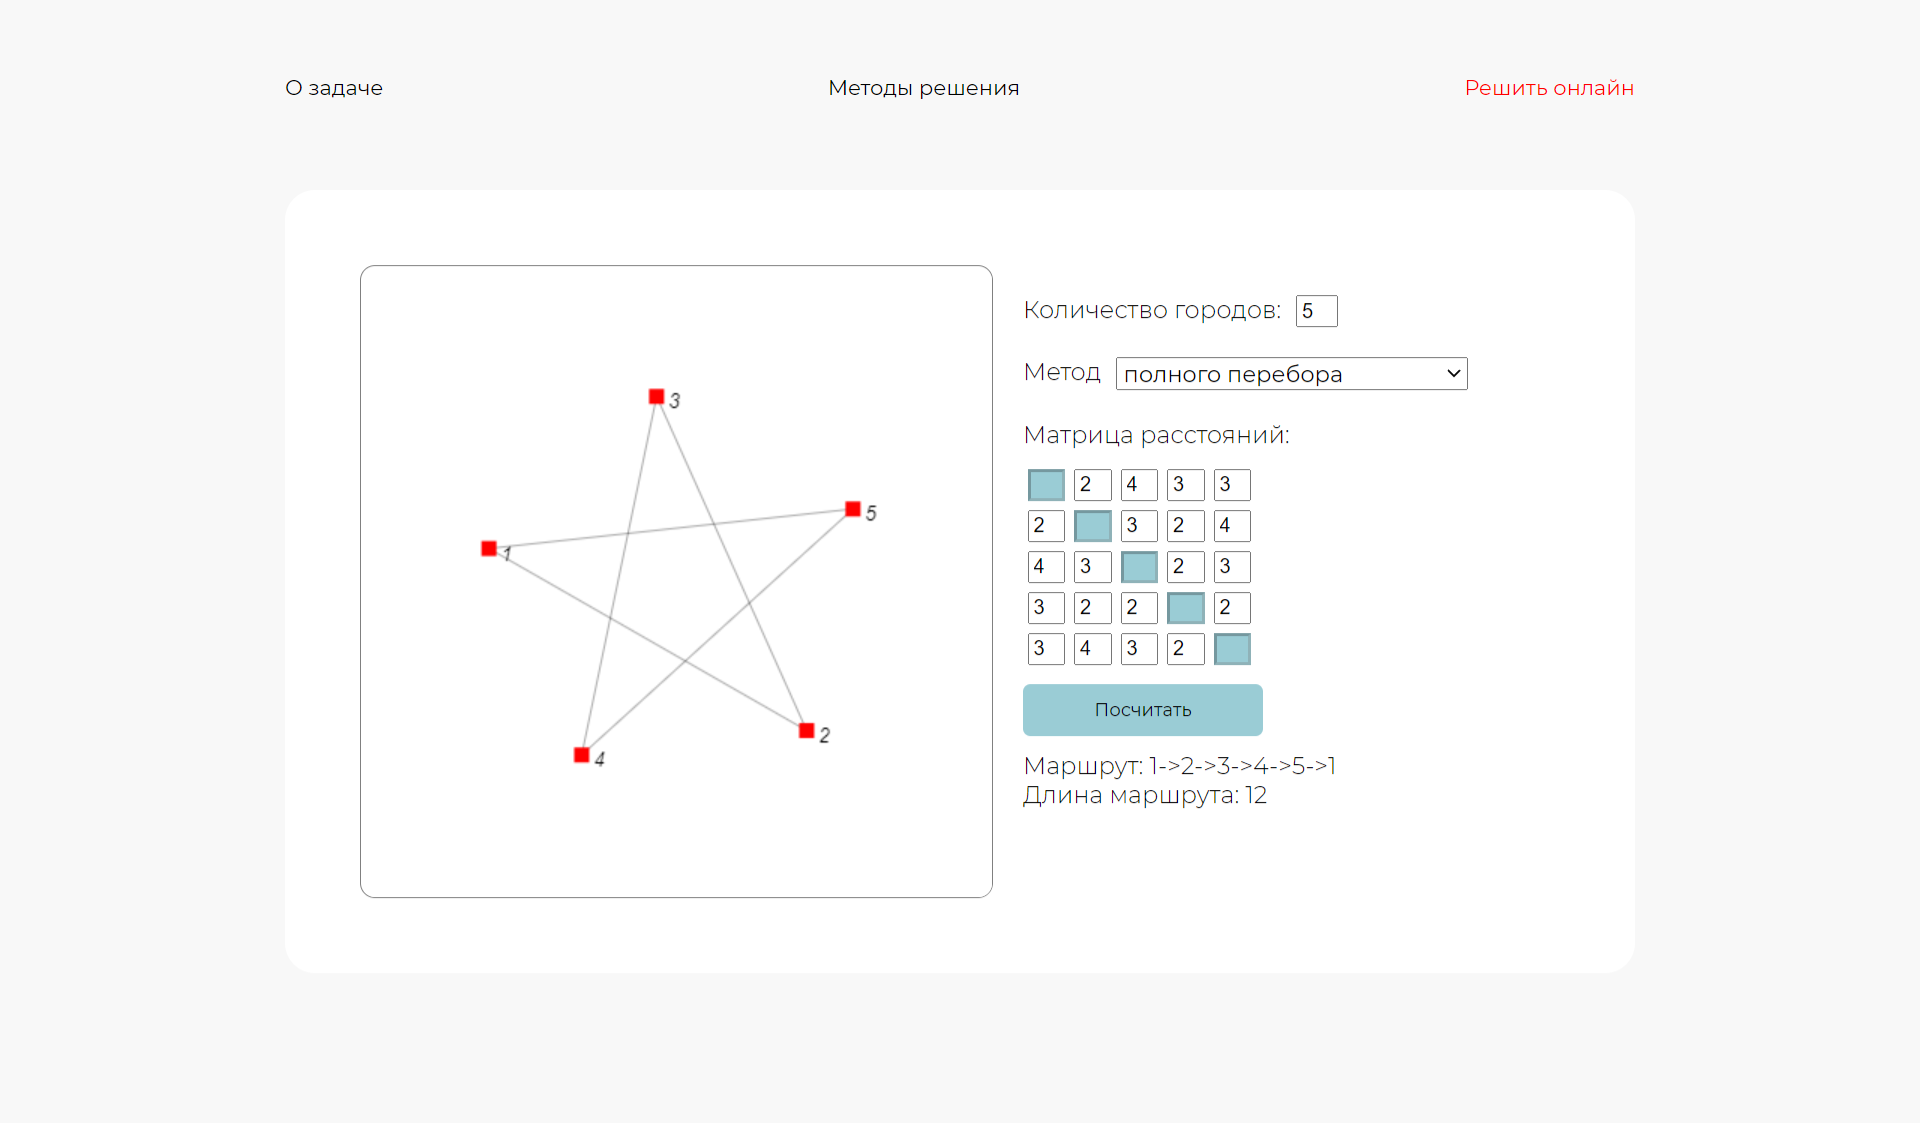 О задаче Методы решения Решить онлайн
Количество городов: 5
Метод полного перебора
Матрица расстояний:
2 4 3 3
2 3 2 4
4 3 2 3
3 2 2 2
3 4 3 2
Посчитать
Маршрут: 1->2->3->4->5->1
Длина маршрута: 12
3
5
1
2
4